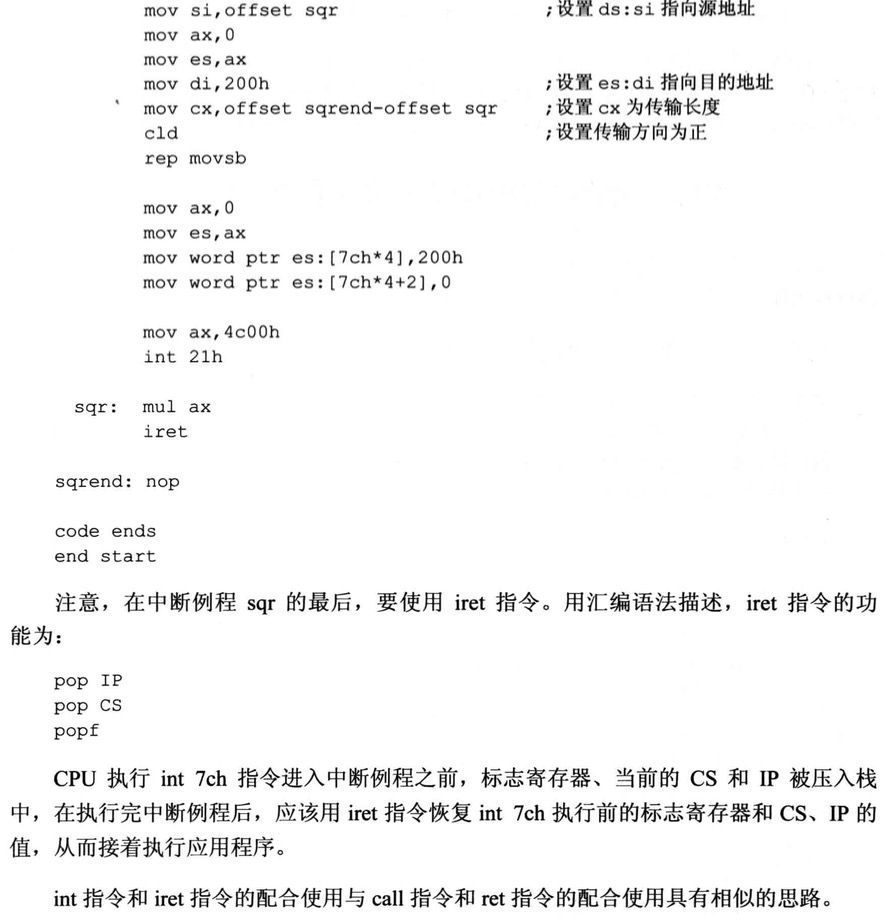 mov si,offset sqr ;设置 ds:si 指向源地址
mov ax,0
mov es,ax
mov di,200h ;设置 es:di 指向目的地址
mov cx,offset sqrend-offset sqr ;设置 cx 为传输长度
cld ;设置传输方向为正
rep movsb
mov ax,0
mov es,ax
mov word ptr es:[7ch*4],200h
mov word ptr es:[7ch*4+2],0
mov ax,4c00h
int 21h
sqr: mul ax
iret
sqrend: nop
code ends
end start
注意，在中断例程 sqr 的最后，要使用 iret 指令。用汇编语法描述，iret 指令的功
能为：
pop IP
pop CS
popf
CPU 执行 int 7ch 指令进入中断例程之前，标志寄存器、当前的 CS 和 IP 被压入栈
中，在执行完中断例程后，应该用 iret 指令恢复 int 7ch 执行前的标志寄存器和 CS、IP 的
值，从而接着执行应用程序。
int 指令和 iret 指令的配合使用与 call 指令和 ret 指令的配合使用具有相似的思路。